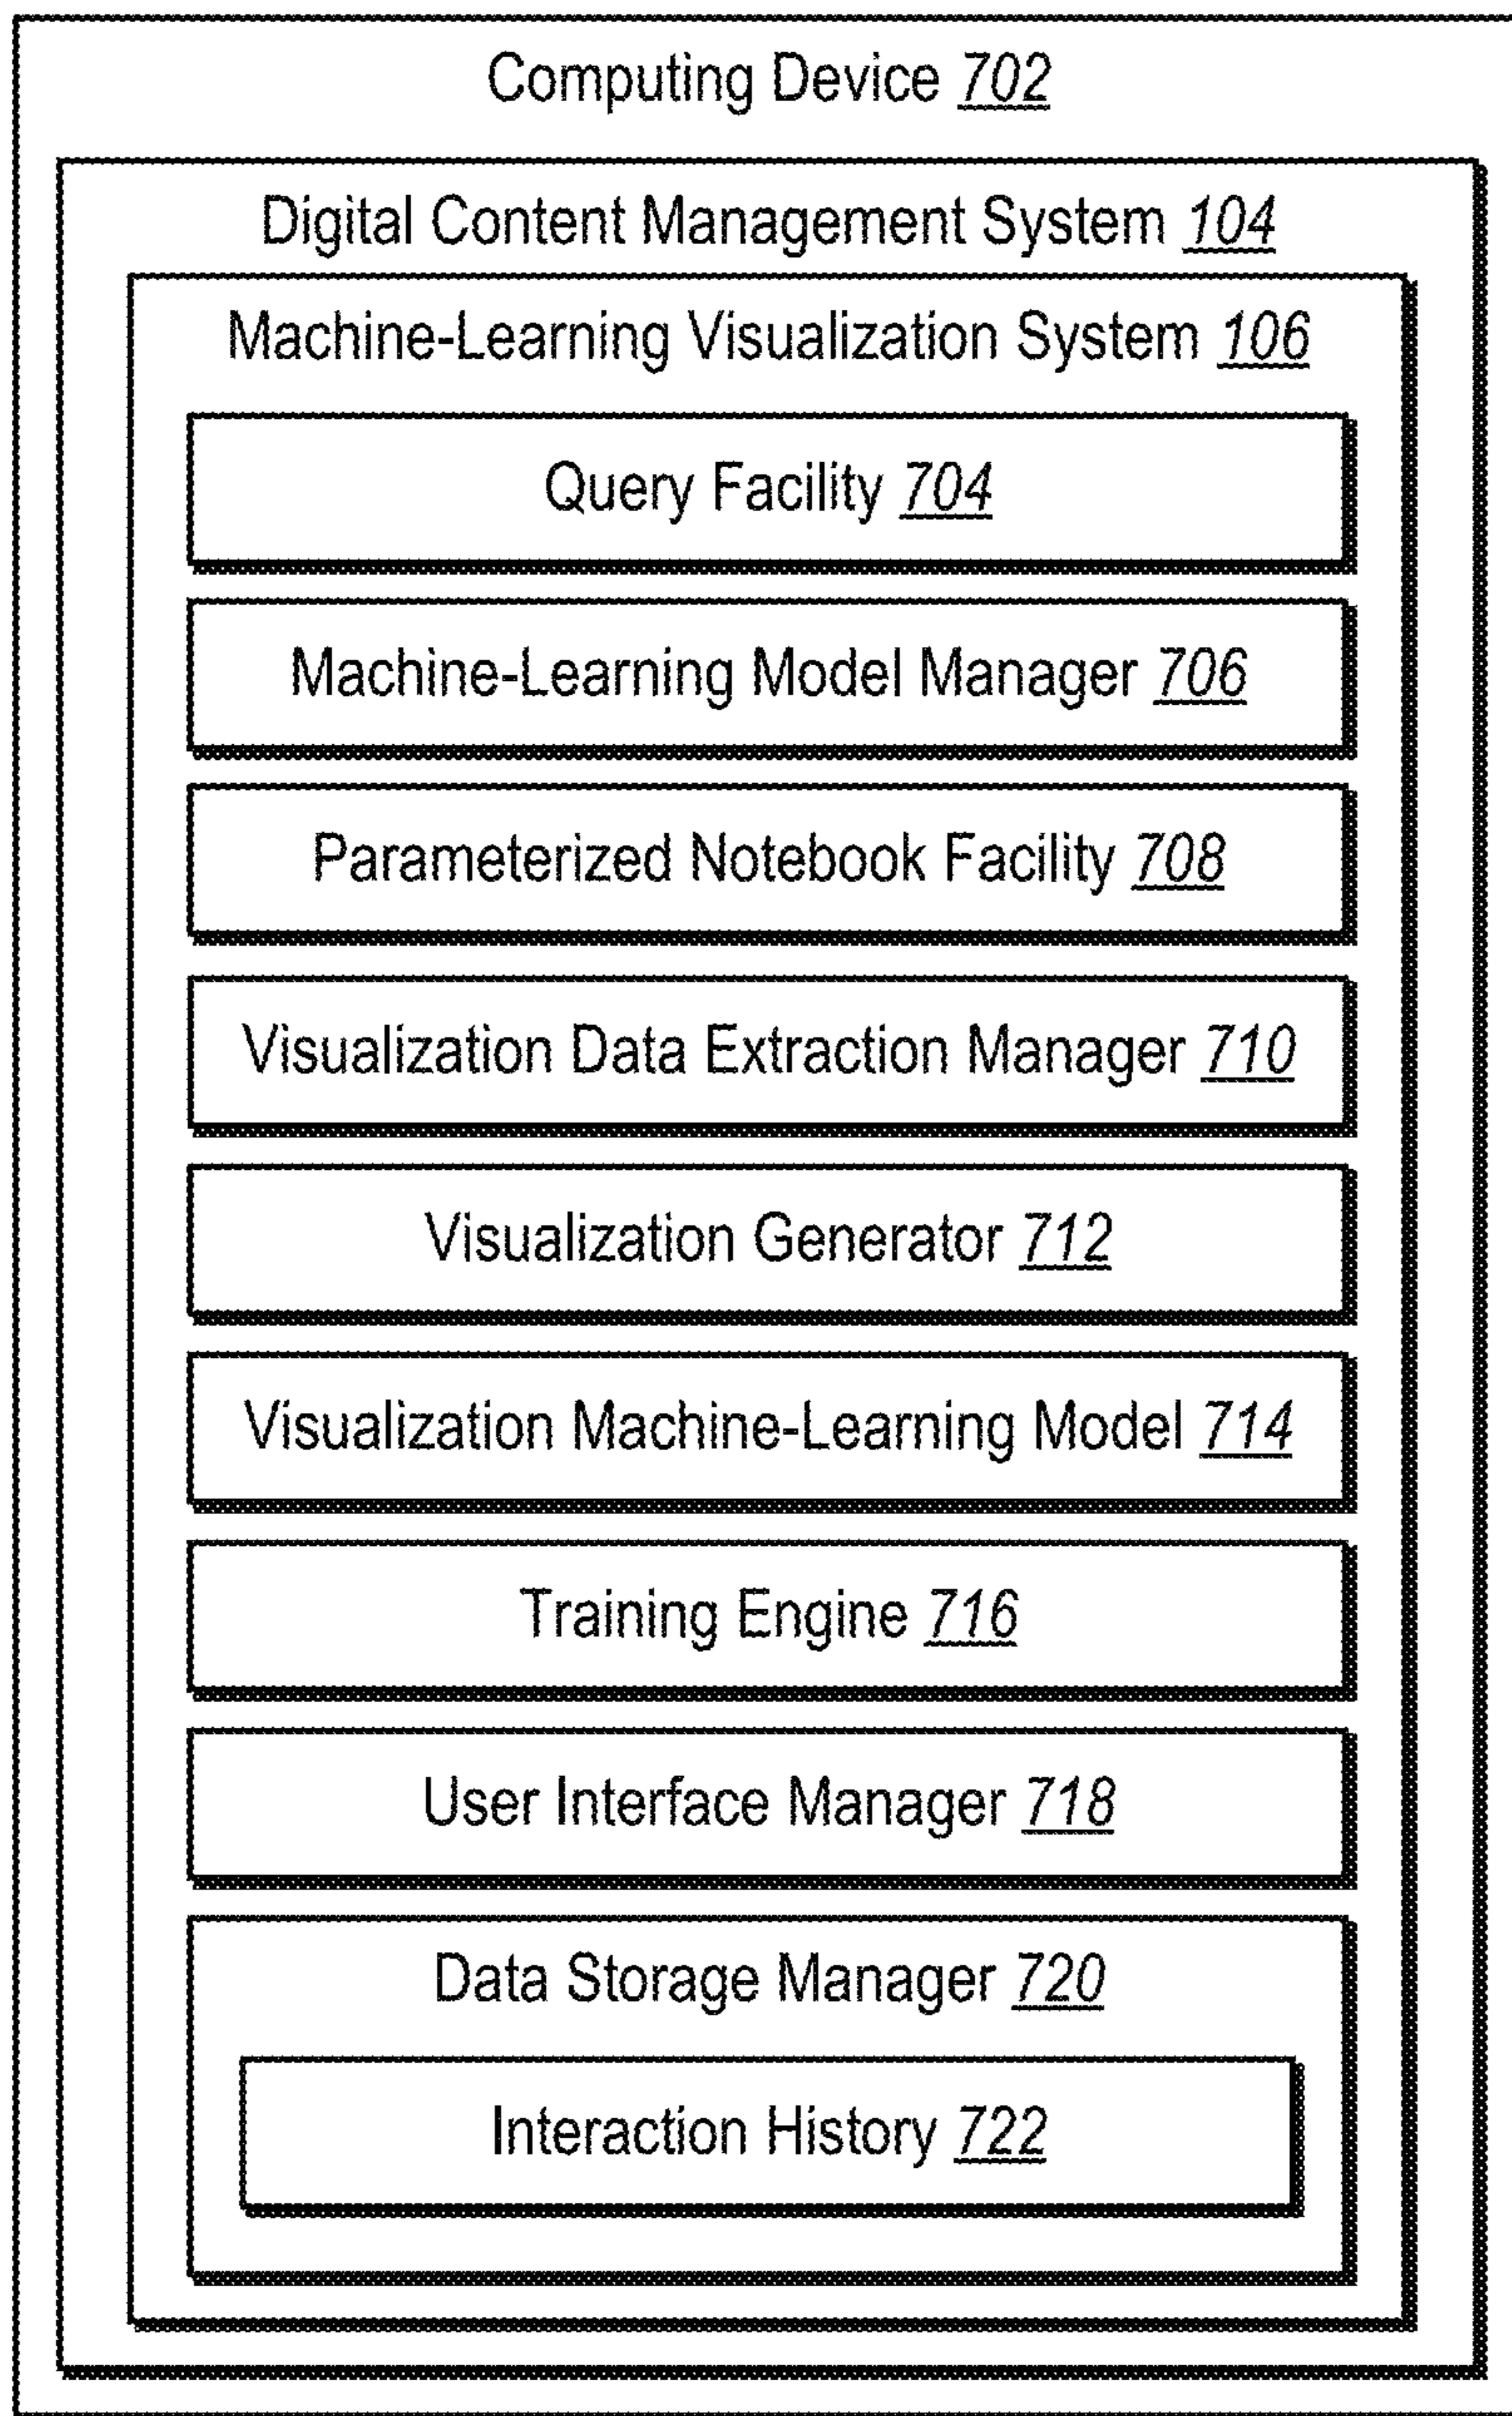 Computing Device 702
Digital Content Management System 104
Machine-Learning Visualization System 106
Query Facility 704
Machine-Learning Model Manager 706
Parameterized Notebook Facility 708
Visualization Data Extraction Manager 710
Visualization Generator 712
Visualization Machine-Learning Model 714
Training Engine 716
User Interface Manager 718
Data Storage Manager 720
Interaction History 722